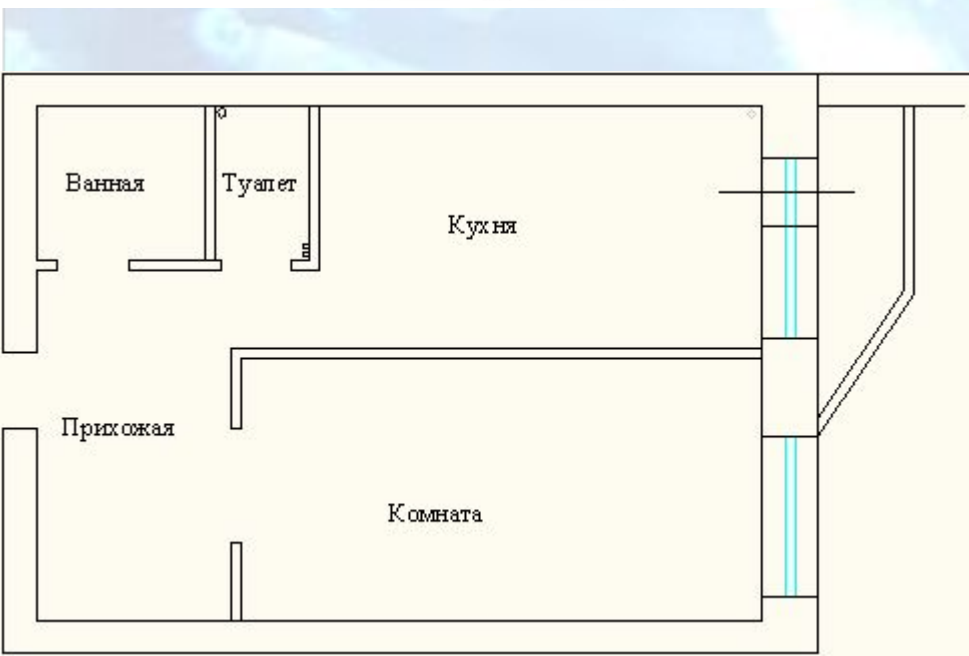 Ванная
Туалет
Кухня
Прихожая
Комната